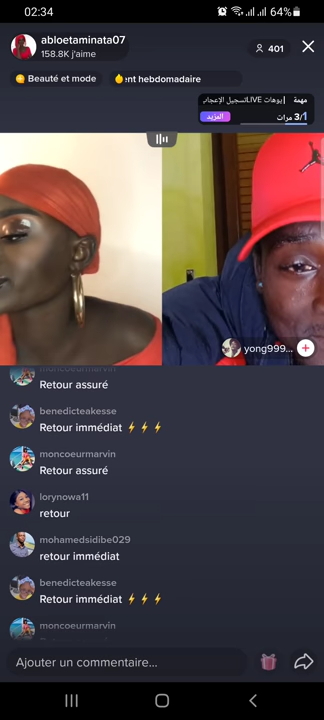 02:34
64%
abloetaminata07
158.8K j'aime
401
Beauté et mode
ent hebdomadaire
مهمة
1/3 مرات
المزيد
yong999...
moncoeurmarvin
Retour assuré
benedicteakesse
Retour immédiat
moncoeurmarvin
Retour assuré
lorynowa11
retour
mohamedsidibe029
retour immédiat
benedicteakesse
Retour immédiat
moncoeurmarvin
Ajouter un commentaire...